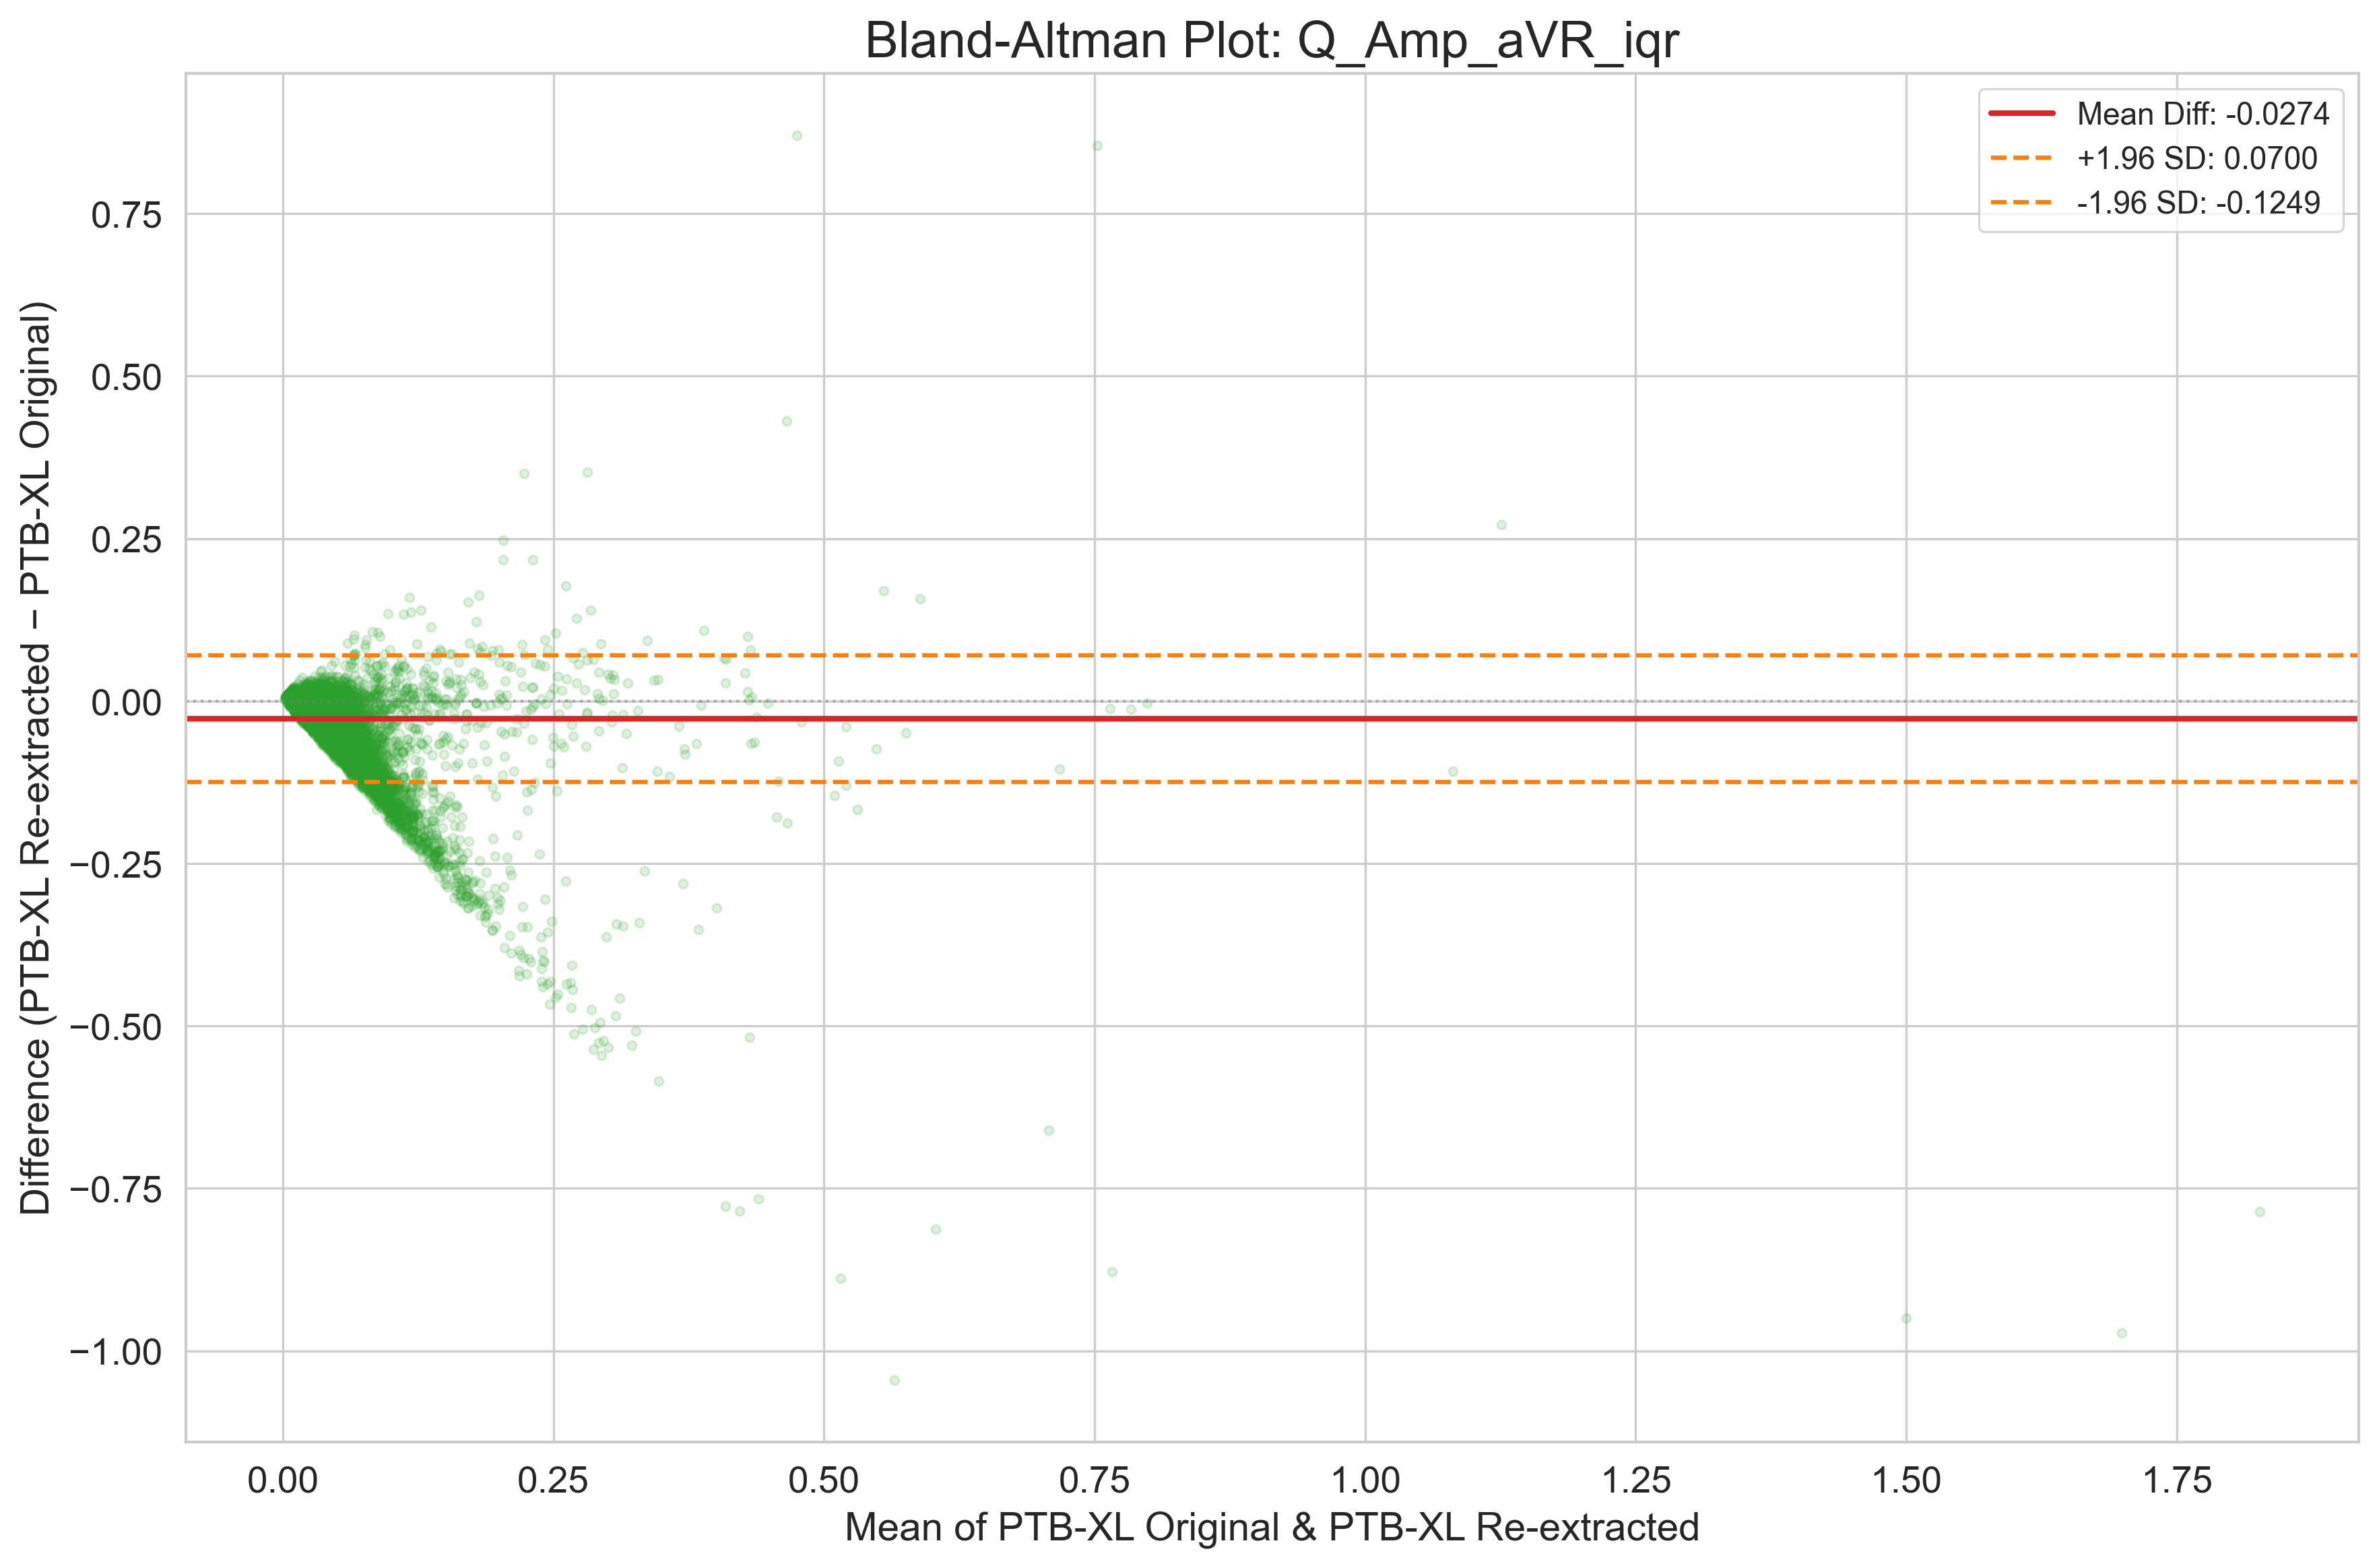 Bland-Altman Plot: Q_Amp_aVR_iqr
Mean Diff: -0.0274
+1.96 SD: 0.0700
-1.96 SD: -0.1249
Difference (PTB-XL Re-extracted − PTB-XL Original)
0.75
0.50
0.25
0.00
−0.25
−0.50
−0.75
−1.00
0.00 0.25 0.50 0.75 1.00 1.25 1.50 1.75
Mean of PTB-XL Original & PTB-XL Re-extracted